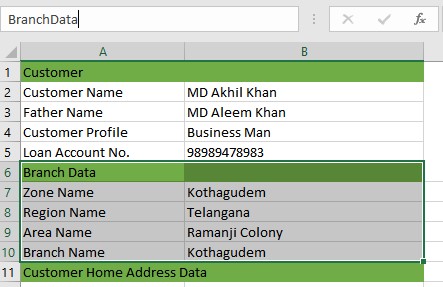 BranchData
fx
A B
1 Customer
2 Customer Name MD Akhil Khan
3 Father Name MD Aleem Khan
4 Customer Profile Business Man
5 Loan Account No. 98989478983
6 Branch Data
7 Zone Name Kothagudem
8 Region Name Telangana
9 Area Name Ramanji Colony
10 Branch Name Kothagudem
11 Customer Home Address Data